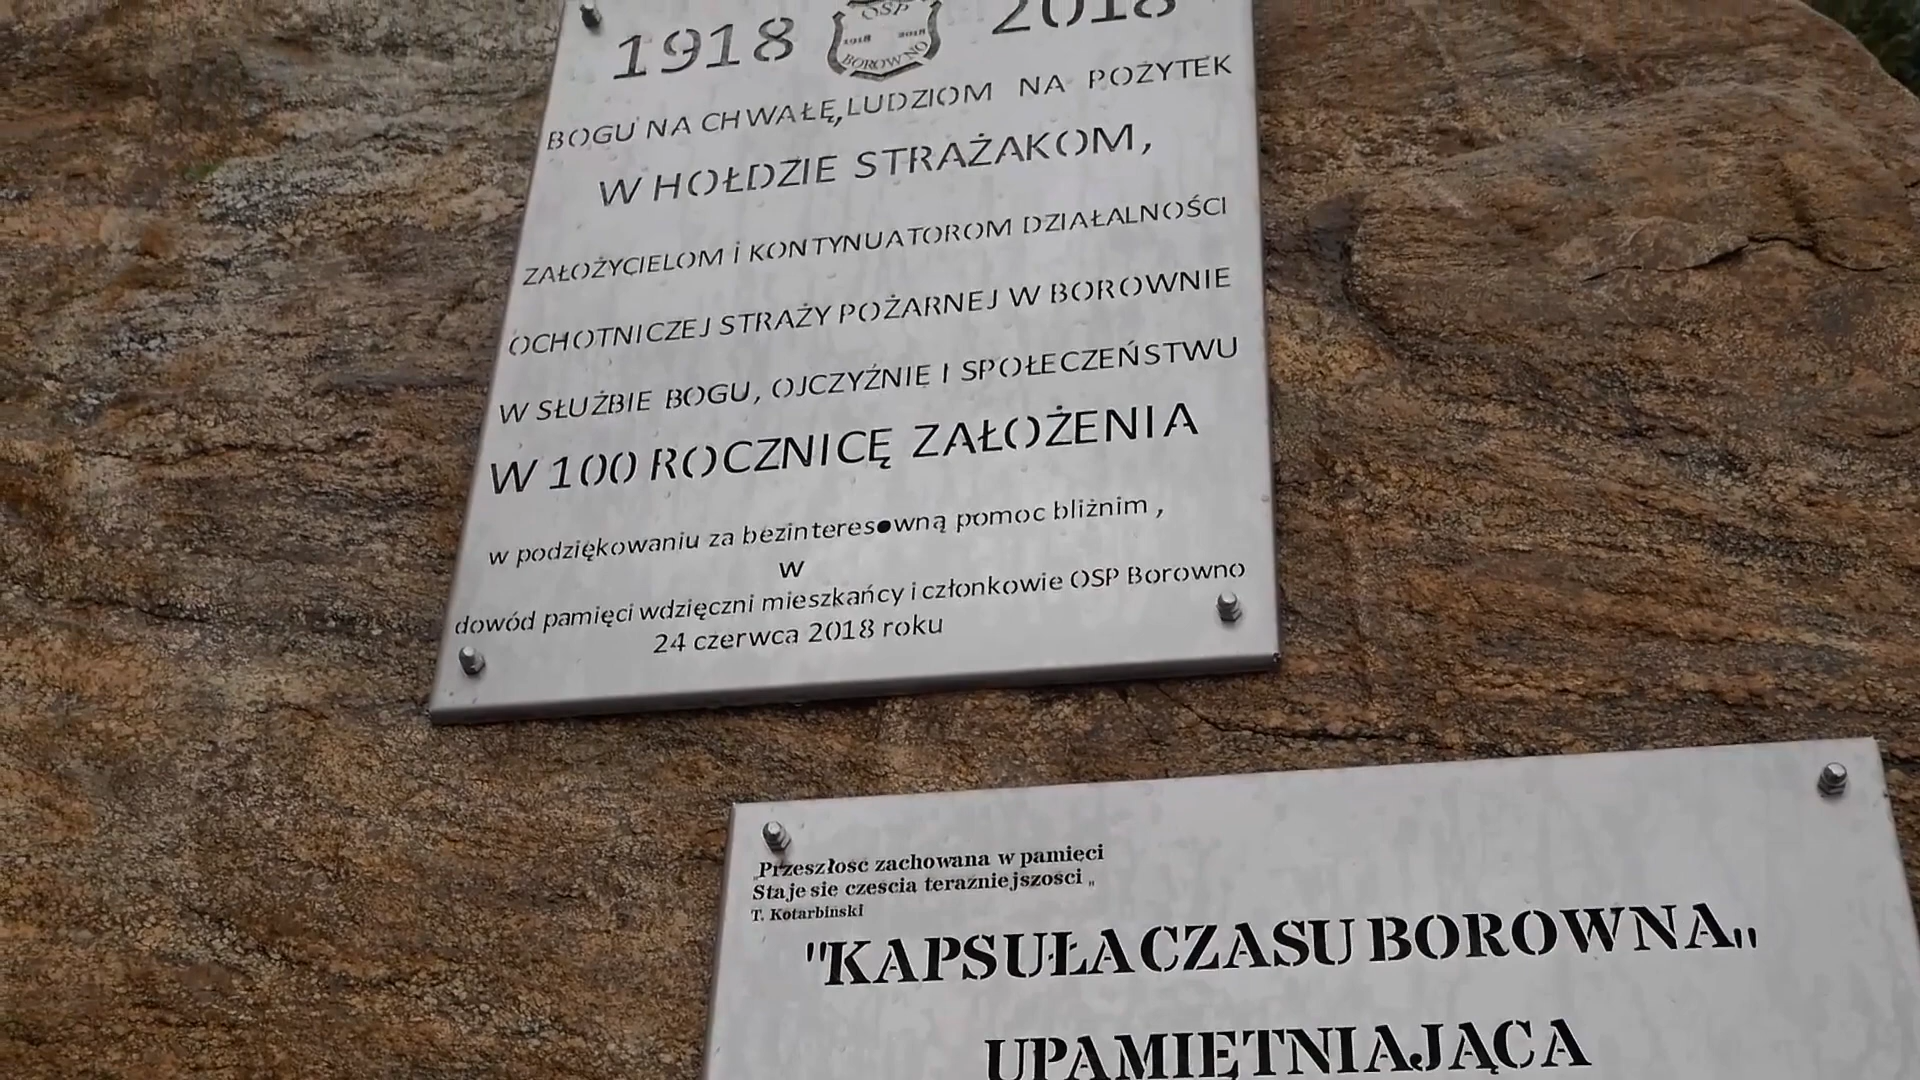 1918 OSP 1918 2018 BOROWNO 2018
BOGU NA CHWAŁĘ, LUDZIOM NA POŻYTEK
W HOŁDZIE STRAŻAKOM,
ZAŁOŻYCIELOM i KONTYNUATOROM DZIAŁALNOŚCI
OCHOTNICZEJ STRAŻY POŻARNEJ W BOROWNIE
W SŁUŻBIE BOGU, OJCZYŹNIE I SPOŁECZEŃSTWU
W 100 ROCZNICĘ ZAŁOŻENIA
w podziękowaniu za bezinteresowną pomoc bliźnim ,
w
dowód pamięci wdzięczni mieszkańcy i członkowie OSP Borowno
24 czerwca 2018 roku
„Przeszłosc zachowana w pamięci
Staje sie czescia terazniejszosci „
T. Kotarbinski
"KAPSUŁA CZASU BOROWNA„
UPAMIĘTNIAJĄCA